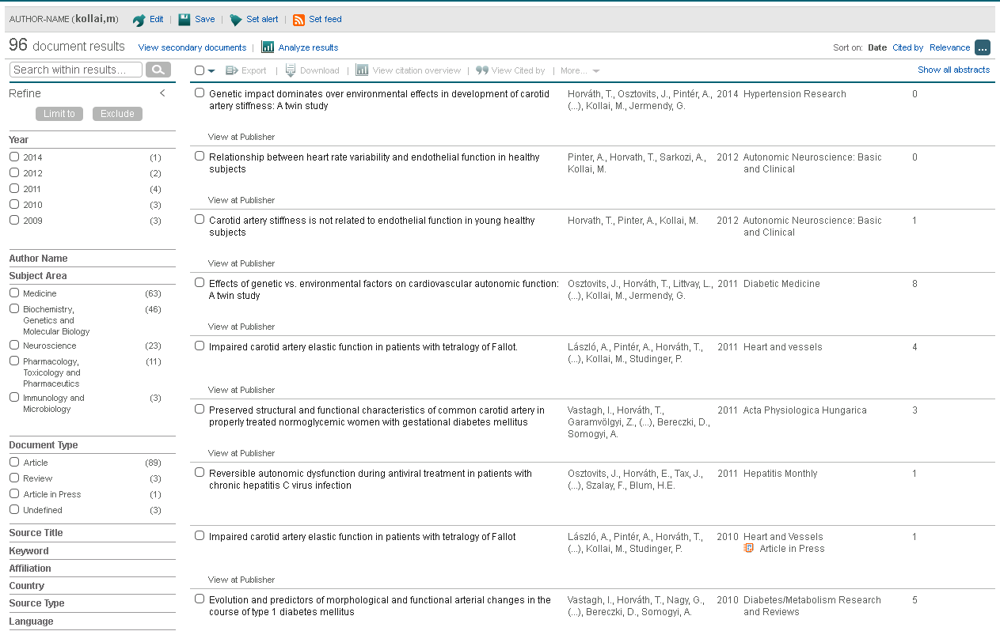 AUTHOR-NAME (kollai,m) Edit | Save | Set alert | Set feed
96 document results View secondary documents | Analyze results Sort on: Date Cited by Relevance ...
Search within results... Export | Download | View citation overview | View Cited by | More... Show all abstracts
Refine <
Limit to Exclude
Year
2014 (1)
2012 (2)
2011 (4)
2010 (3)
2009 (3)
Author Name
Subject Area
Medicine (63)
Biochemistry, (46)
Genetics and
Molecular Biology
Neuroscience (23)
Pharmacology, (11)
Toxicology and
Pharmaceutics
Immunology and (3)
Microbiology
Document Type
Article (89)
Review (3)
Article in Press (1)
Undefined (3)
Source Title
Keyword
Affiliation
Country
Source Type
Language
Genetic impact dominates over environmental effects in development of carotid Horváth, T., Osztovits, J., Pintér, A., 2014 Hypertension Research 0
artery stiffness: A twin study (...), Kollai, M., Jermendy, G.
View at Publisher
Relationship between heart rate variability and endothelial function in healthy Pinter, A., Horvath, T., Sarkozi, A., 2012 Autonomic Neuroscience: Basic 0
subjects Kollai, M. and Clinical
View at Publisher
Carotid artery stiffness is not related to endothelial function in young healthy Horvath, T., Pinter, A., Kollai, M. 2012 Autonomic Neuroscience: Basic 1
subjects and Clinical
View at Publisher
Effects of genetic vs. environmental factors on cardiovascular autonomic function: Osztovits, J., Horváth, T., Littvay, L., 2011 Diabetic Medicine 8
A twin study (...), Kollai, M., Jermendy, G.
View at Publisher
Impaired carotid artery elastic function in patients with tetralogy of Fallot. László, A., Pintér, A., Horváth, T., 2011 Heart and vessels 4
(...), Kollai, M., Studinger, P.
View at Publisher
Preserved structural and functional characteristics of common carotid artery in Vastagh, I., Horváth, T., 2011 Acta Physiologica Hungarica 3
properly treated normoglycemic women with gestational diabetes mellitus Garamvölgyi, Z., (...), Bereczki, D.,
Somogyi, A.
View at Publisher
Reversible autonomic dysfunction during antiviral treatment in patients with Osztovits, J., Horváth, E., Tax, J., 2011 Hepatitis Monthly 1
chronic hepatitis C virus infection (...), Szalay, F., Blum, H.E.
Impaired carotid artery elastic function in patients with tetralogy of Fallot László, A., Pintér, A., Horváth, T., 2010 Heart and Vessels 1
(...), Kollai, M., Studinger, P. Article in Press
View at Publisher
Evolution and predictors of morphological and functional arterial changes in the Vastagh, I., Horváth, T., Nagy, G., 2010 Diabetes/Metabolism Research 5
course of type 1 diabetes mellitus (...), Bereczki, D., Somogyi, A. and Reviews